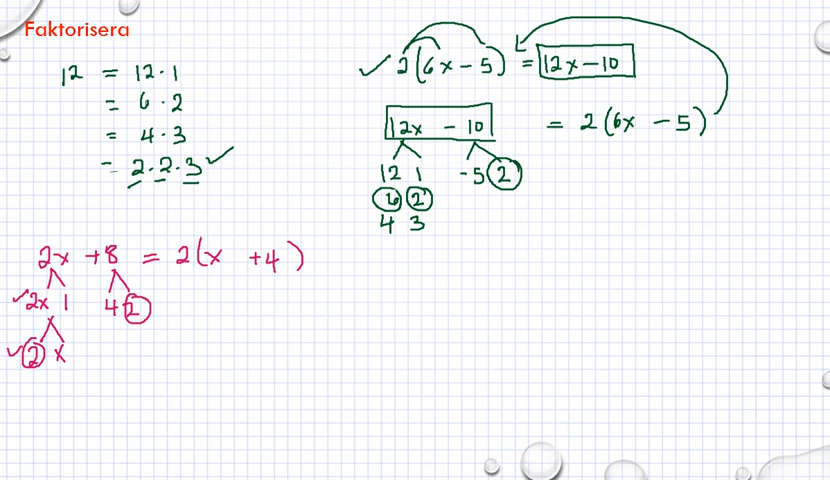 Faktorisera
12 = 12·1
= 6·2
= 4·3
= 2·2·3 ✓
✓ 2(6x − 5) = 12x − 10
12x − 10 = 2(6x − 5)
12 1 −5 2
6 2
4 3
2x + 8 = 2(x + 4)
✓ 2x 1 4 2
✓ 2 x